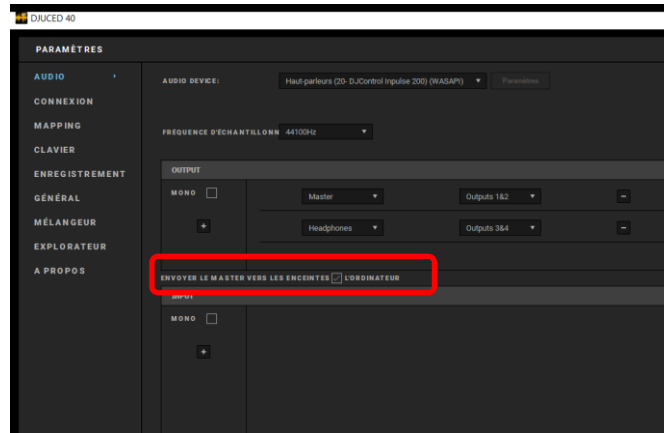 DJUCED 40
PARAMÈTRES
AUDIO
CONNEXION
MAPPING
CLAVIER
ENREGISTREMENT
GÉNÉRAL
MÉLANGEUR
EXPLORATEUR
A PROPOS
AUDIO DEVICE: Haut-parleurs (20- DJControl Inpulse 200) (WASAPI) Paramètres
FRÉQUENCE D'ÉCHANTILLONN 44100Hz
OUTPUT
MONO Master Outputs 1&2
+ Headphones Outputs 3&4
ENVOYER LE MASTER VERS LES ENCEINTES L'ORDINATEUR
INPUT
MONO
+